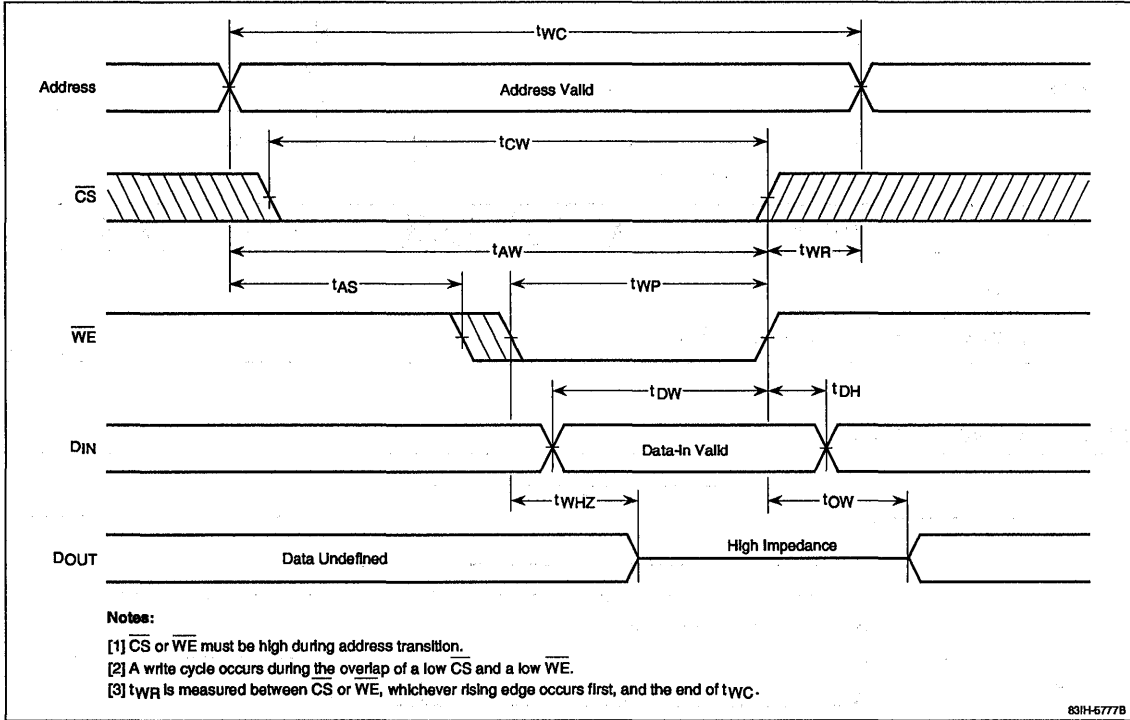 tWC
Address
Address Valid
tCW
CS
tAW
tWR
tAS
tWP
WE
tDW
tDH
DIN
Data-In Valid
tWHZ
tOW
DOUT
Data Undefined
High Impedance
Notes:
[1] CS or WE must be high during address transition.
[2] A write cycle occurs during the overlap of a low CS and a low WE.
[3] tWR is measured between CS or WE, whichever rising edge occurs first, and the end of tWC.
83IH-5777B